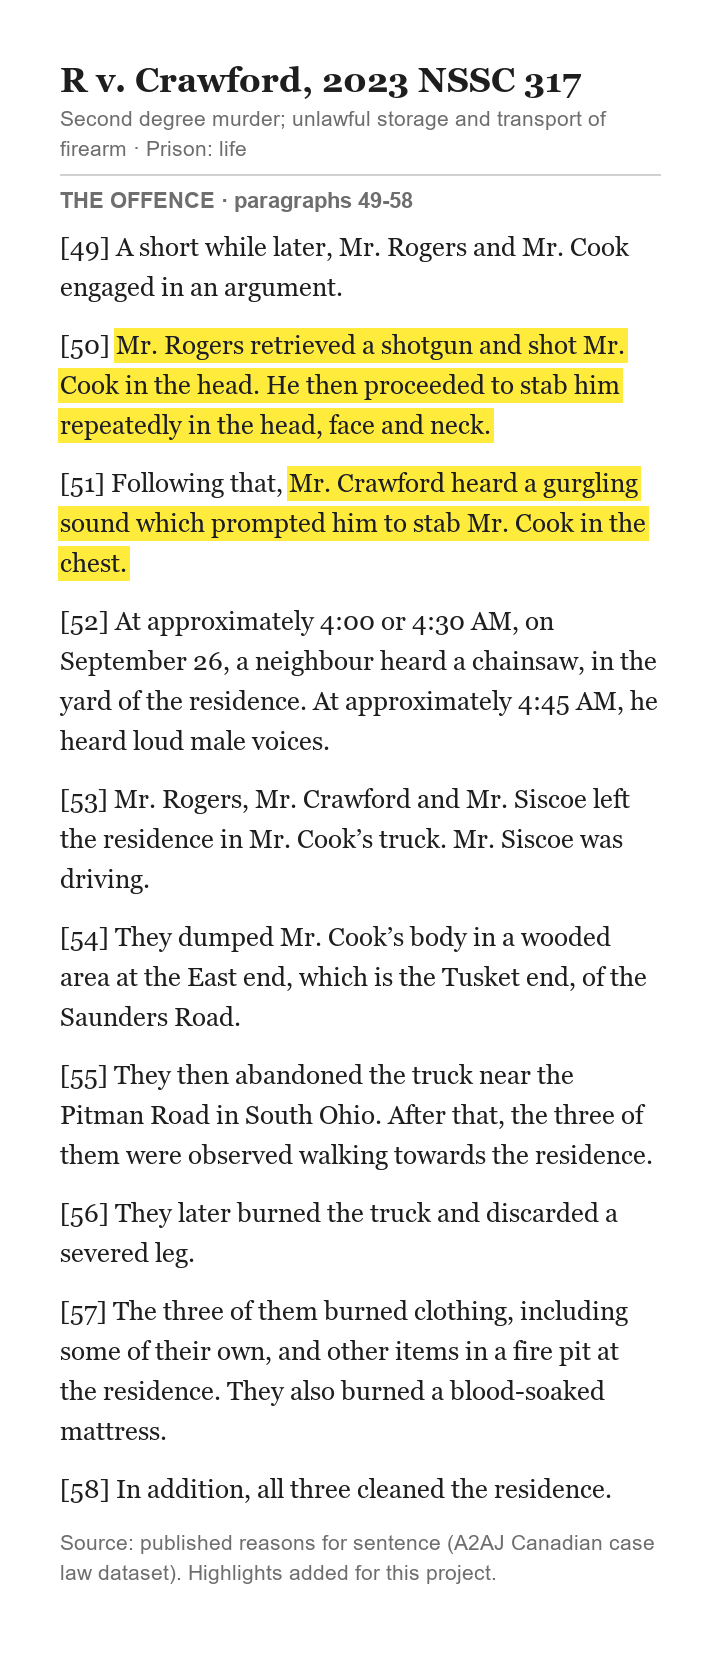 R v. Crawford, 2023 NSSC 317
Second degree murder; unlawful storage and transport of
firearm · Prison: life
THE OFFENCE · paragraphs 49-58
[49] A short while later, Mr. Rogers and Mr. Cook
engaged in an argument.
[50] Mr. Rogers retrieved a shotgun and shot Mr.
Cook in the head. He then proceeded to stab him
repeatedly in the head, face and neck.
[51] Following that, Mr. Crawford heard a gurgling
sound which prompted him to stab Mr. Cook in the
chest.
[52] At approximately 4:00 or 4:30 AM, on
September 26, a neighbour heard a chainsaw, in the
yard of the residence. At approximately 4:45 AM, he
heard loud male voices.
[53] Mr. Rogers, Mr. Crawford and Mr. Siscoe left
the residence in Mr. Cook’s truck. Mr. Siscoe was
driving.
[54] They dumped Mr. Cook’s body in a wooded
area at the East end, which is the Tusket end, of the
Saunders Road.
[55] They then abandoned the truck near the
Pitman Road in South Ohio. After that, the three of
them were observed walking towards the residence.
[56] They later burned the truck and discarded a
severed leg.
[57] The three of them burned clothing, including
some of their own, and other items in a fire pit at
the residence. They also burned a blood-soaked
mattress.
[58] In addition, all three cleaned the residence.
Source: published reasons for sentence (A2AJ Canadian case
law dataset). Highlights added for this project.